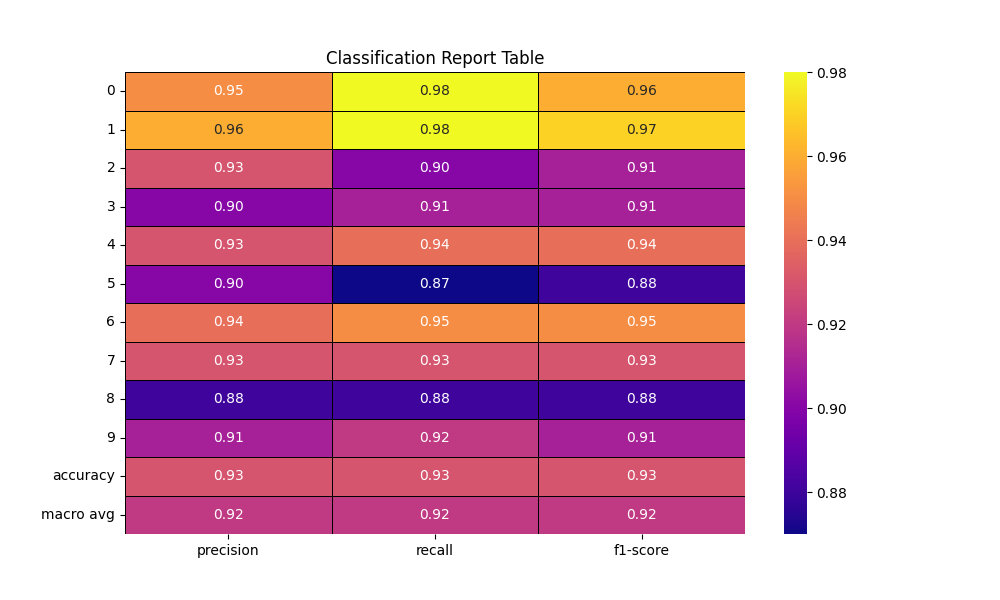 Classification Report Table
0 0.95 0.98 0.96
1 0.96 0.98 0.97
2 0.93 0.90 0.91
3 0.90 0.91 0.91
4 0.93 0.94 0.94
5 0.90 0.87 0.88
6 0.94 0.95 0.95
7 0.93 0.93 0.93
8 0.88 0.88 0.88
9 0.91 0.92 0.91
accuracy 0.93 0.93 0.93
macro avg 0.92 0.92 0.92
precision recall f1-score
0.98
0.96
0.94
0.92
0.90
0.88